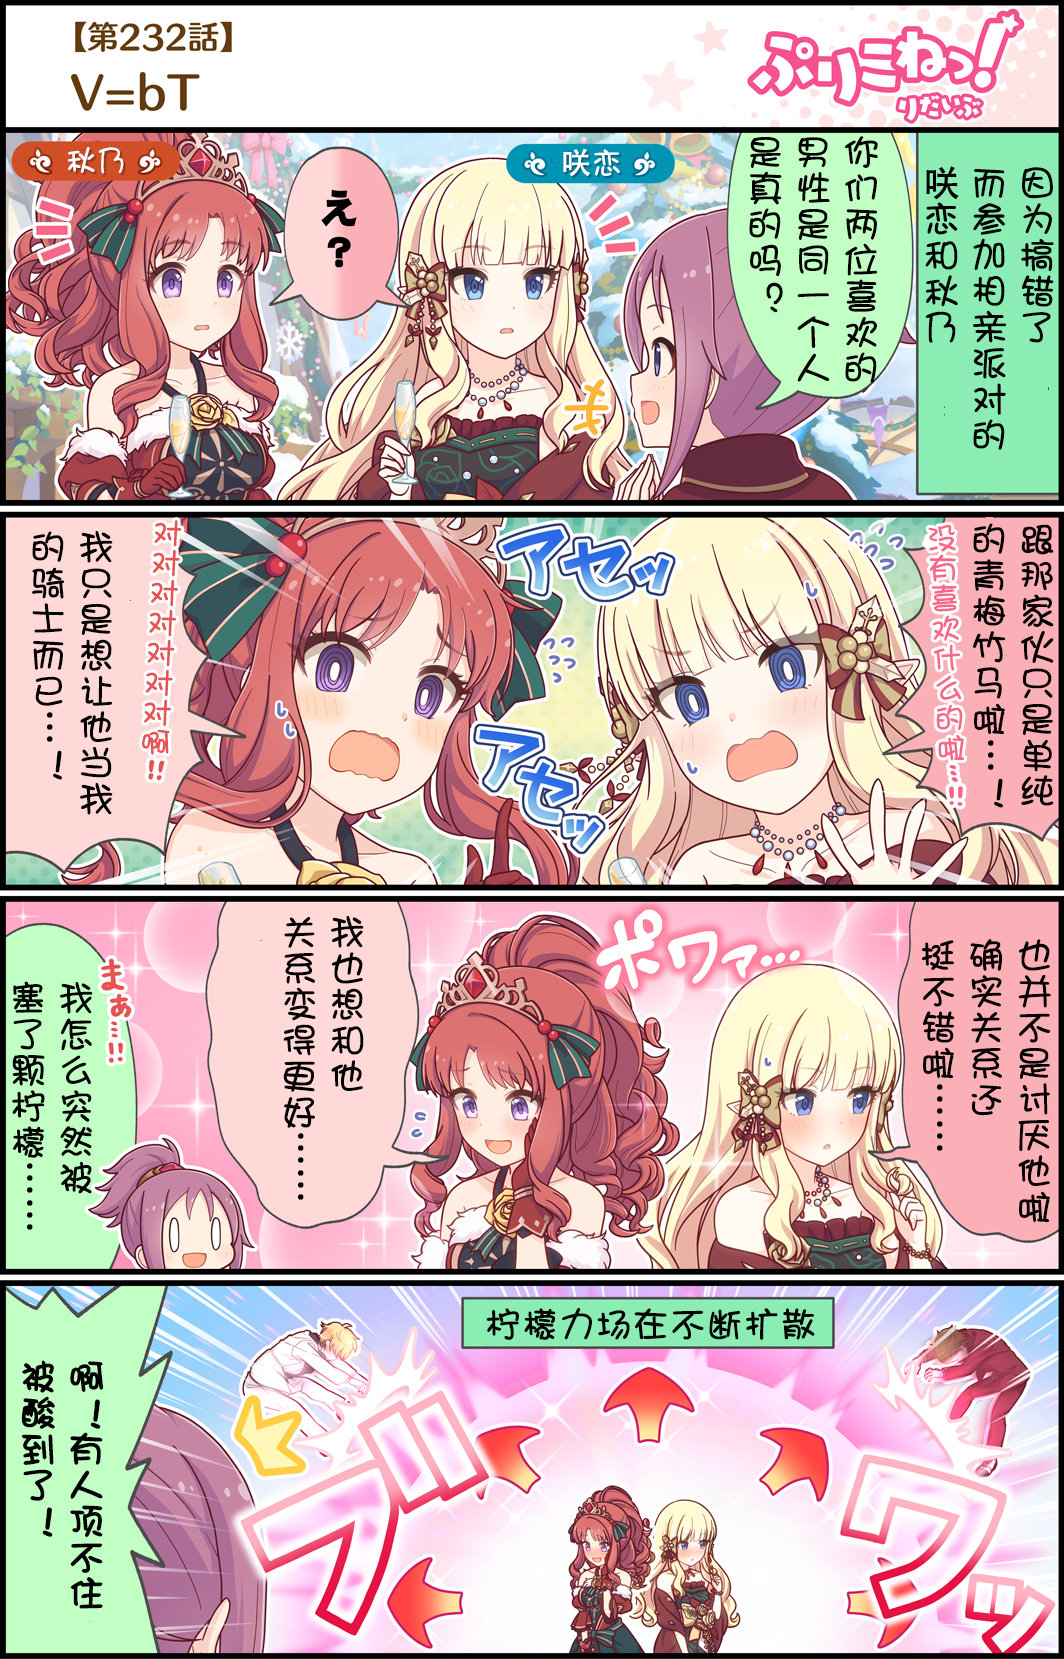 【第232話】
V=bT
ぷりこねっ!
りだいぶ
因为搞错了
而参加相亲派对的
咲恋和秋乃
你们两位喜欢的
男性是同一个人
是真的吗？
咲恋
え？
秋乃
跟那家伙只是单纯
的青梅竹马啦…！
没有喜欢什么的啦…!!
アセッ
アセッ
对对对对对对对啊!!
我只是想让他当我
的骑士而已…！
也并不是讨厌他啦
确实关系还
挺不错啦……
ポワァ…
我也想和他
关系变得更好……
まぁ…!!
我怎么突然被
塞了颗柠檬……
柠檬力场在不断扩散
ブワッ
啊！有人顶不住
被酸到了！